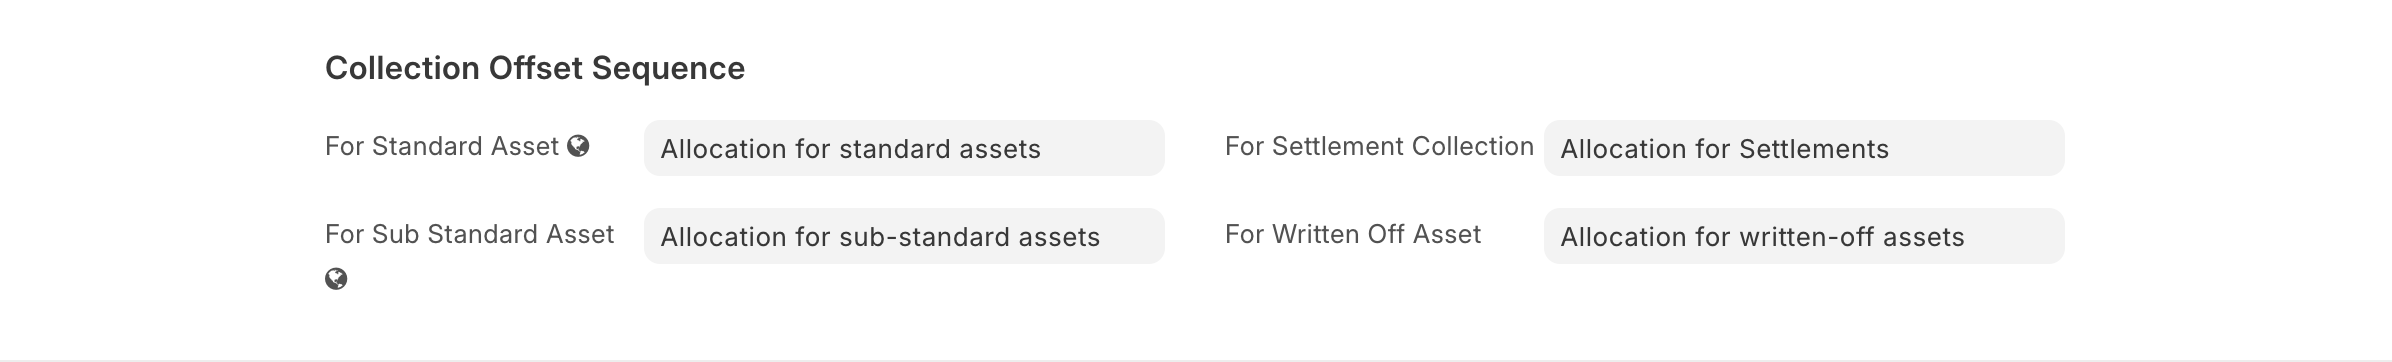 Collection Offset Sequence
For Standard Asset
Allocation for standard assets
For Settlement Collection
Allocation for Settlements
For Sub Standard Asset
Allocation for sub-standard assets
For Written Off Asset
Allocation for written-off assets